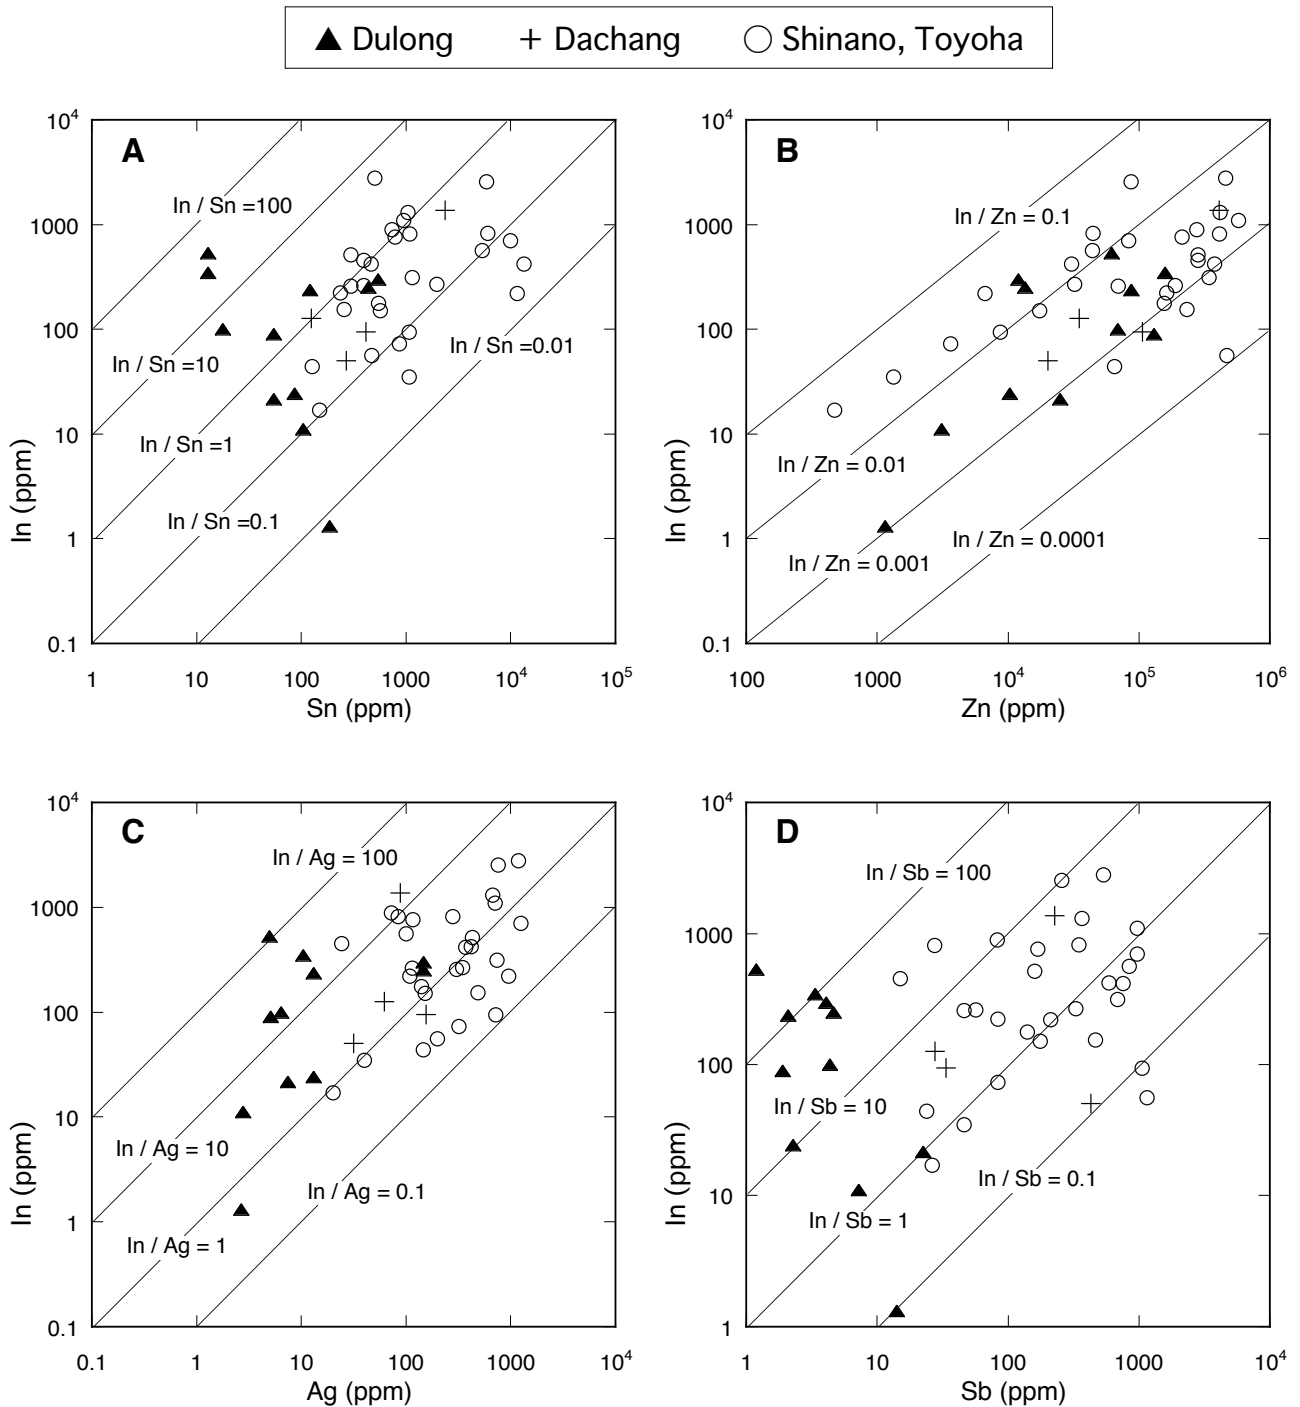 Dulong Dachang Shinano, Toyoha
A
10⁴
1000
100
10
1
0.1
In (ppm)
In / Sn =100
In / Sn =10
In / Sn =0.01
In / Sn =1
In / Sn =0.1
1 10 100 1000 10⁴ 10⁵
Sn (ppm)
B
10⁴
1000
100
10
1
0.1
In (ppm)
In / Zn = 0.1
In / Zn = 0.01
In / Zn = 0.0001
In / Zn = 0.001
100 1000 10⁴ 10⁵ 10⁶
Zn (ppm)
C
10⁴
1000
100
10
1
0.1
In (ppm)
In / Ag = 100
In / Ag = 10
In / Ag = 0.1
In / Ag = 1
0.1 1 10 100 1000 10⁴
Ag (ppm)
D
10⁴
1000
100
10
1
In (ppm)
In / Sb = 100
In / Sb = 10
In / Sb = 0.1
In / Sb = 1
1 10 100 1000 10⁴
Sb (ppm)